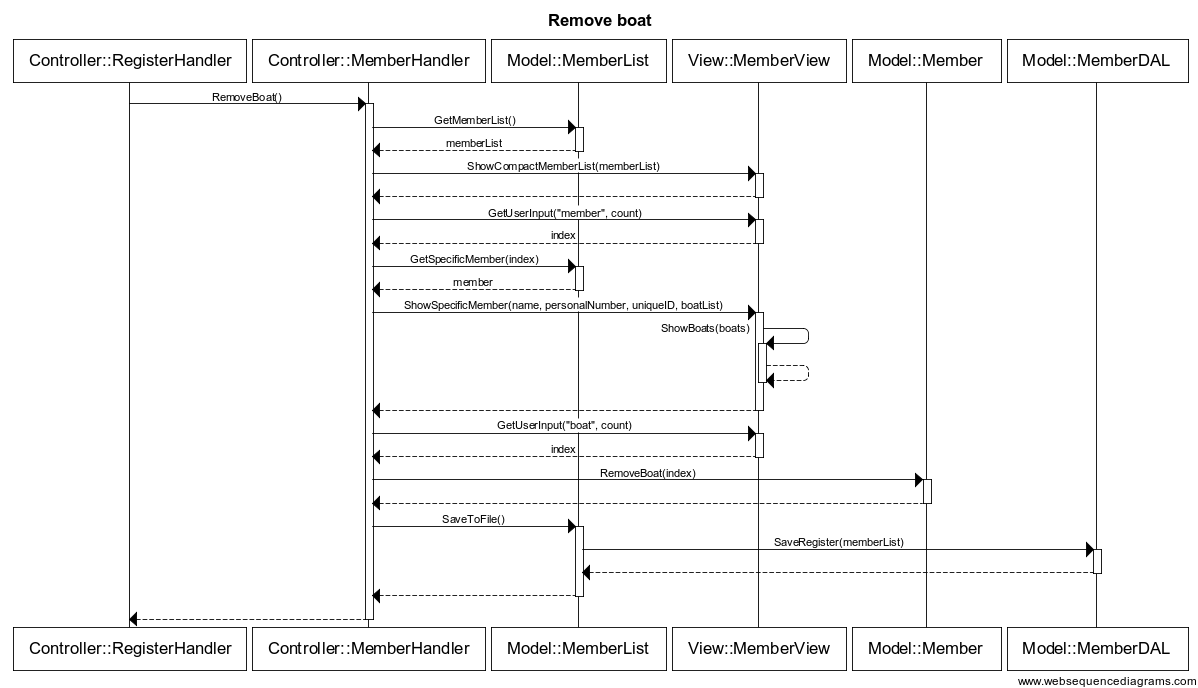 Remove boat
Controller::RegisterHandler Controller::MemberHandler Model::MemberList View::MemberView Model::Member Model::MemberDAL
RemoveBoat()
GetMemberList()
memberList
ShowCompactMemberList(memberList)
GetUserInput("member", count)
index
GetSpecificMember(index)
member
ShowSpecificMember(name, personalNumber, uniqueID, boatList)
ShowBoats(boats)
GetUserInput("boat", count)
index
RemoveBoat(index)
SaveToFile()
SaveRegister(memberList)
Controller::RegisterHandler Controller::MemberHandler Model::MemberList View::MemberView Model::Member Model::MemberDAL
www.websequencediagrams.com